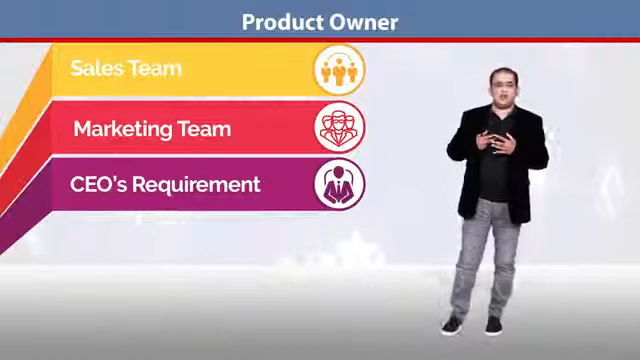 Product Owner
Sales Team
Marketing Team
CEO's Requirement